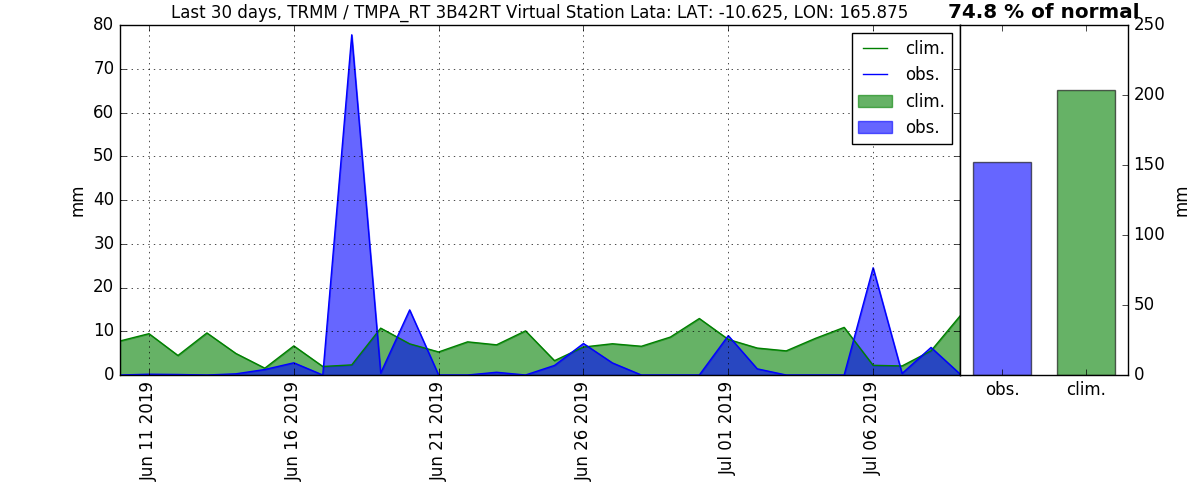 Last 30 days, TRMM / TMPA_RT 3B42RT Virtual Station Lata: LAT: -10.625, LON: 165.875
74.8 % of normal
80
70
60
50
40
30
20
10
0
mm
clim.
obs.
clim.
obs.
250
200
150
100
50
0
mm
Jun 11 2019
Jun 16 2019
Jun 21 2019
Jun 26 2019
Jul 01 2019
Jul 06 2019
obs.
clim.